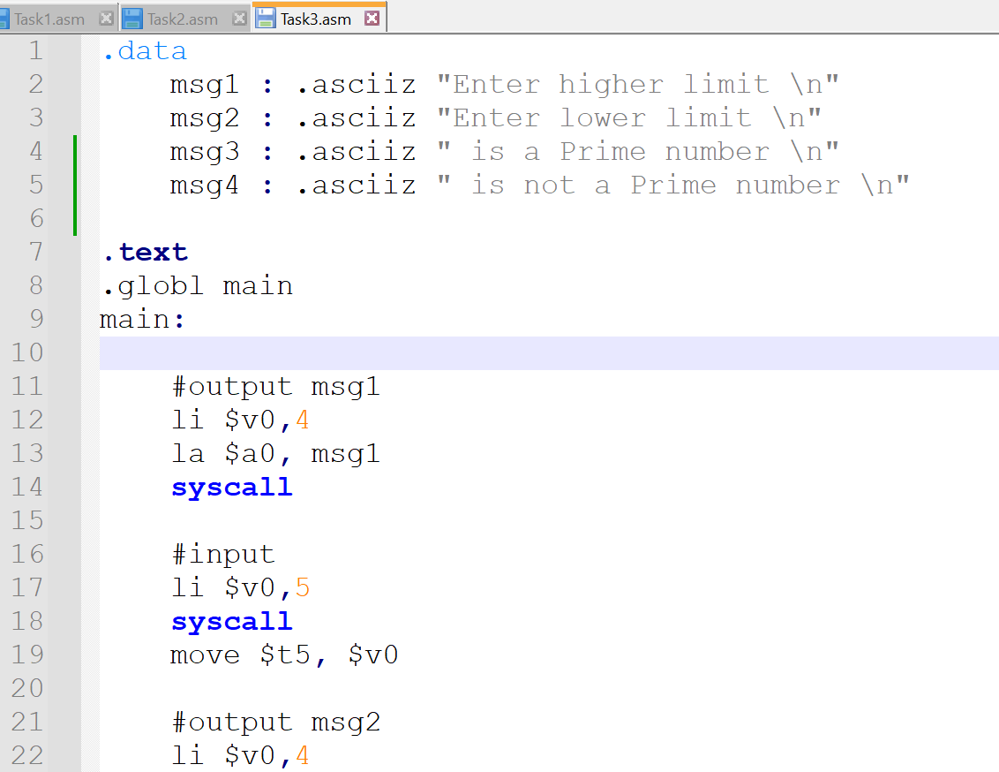 Task1.asm Task2.asm Task3.asm
1 .data
2 msg1 : .asciiz "Enter higher limit \n"
3 msg2 : .asciiz "Enter lower limit \n"
4 msg3 : .asciiz " is a Prime number \n"
5 msg4 : .asciiz " is not a Prime number \n"
6
7 .text
8 .globl main
9 main:
10
11 #output msg1
12 li $v0,4
13 la $a0, msg1
14 syscall
15
16 #input
17 li $v0,5
18 syscall
19 move $t5, $v0
20
21 #output msg2
22 li $v0,4